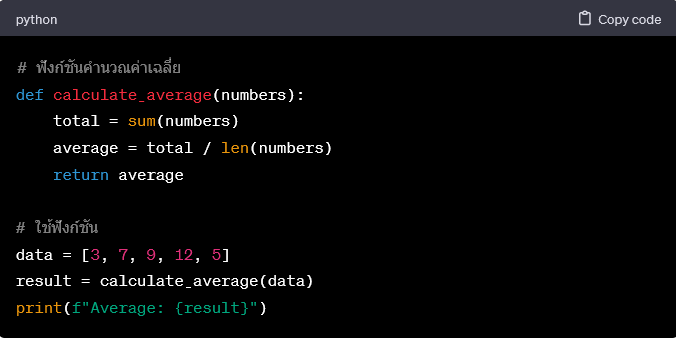 python
Copy code
# ฟังก์ชันคำนวณค่าเฉลี่ย
def calculate_average(numbers):
    total = sum(numbers)
    average = total / len(numbers)
    return average
# ใช้ฟังก์ชัน
data = [3, 7, 9, 12, 5]
result = calculate_average(data)
print(f"Average: {result}")